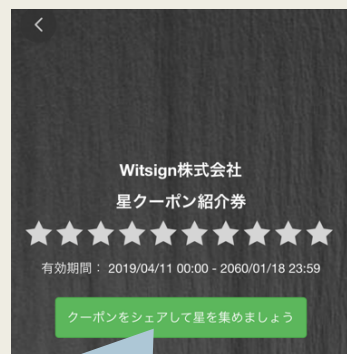 Witsign株式会社
星クーポン紹介券
有効期間： 2019/04/11 00:00 - 2060/01/18 23:59
クーポンをシェアして星を集めましょう